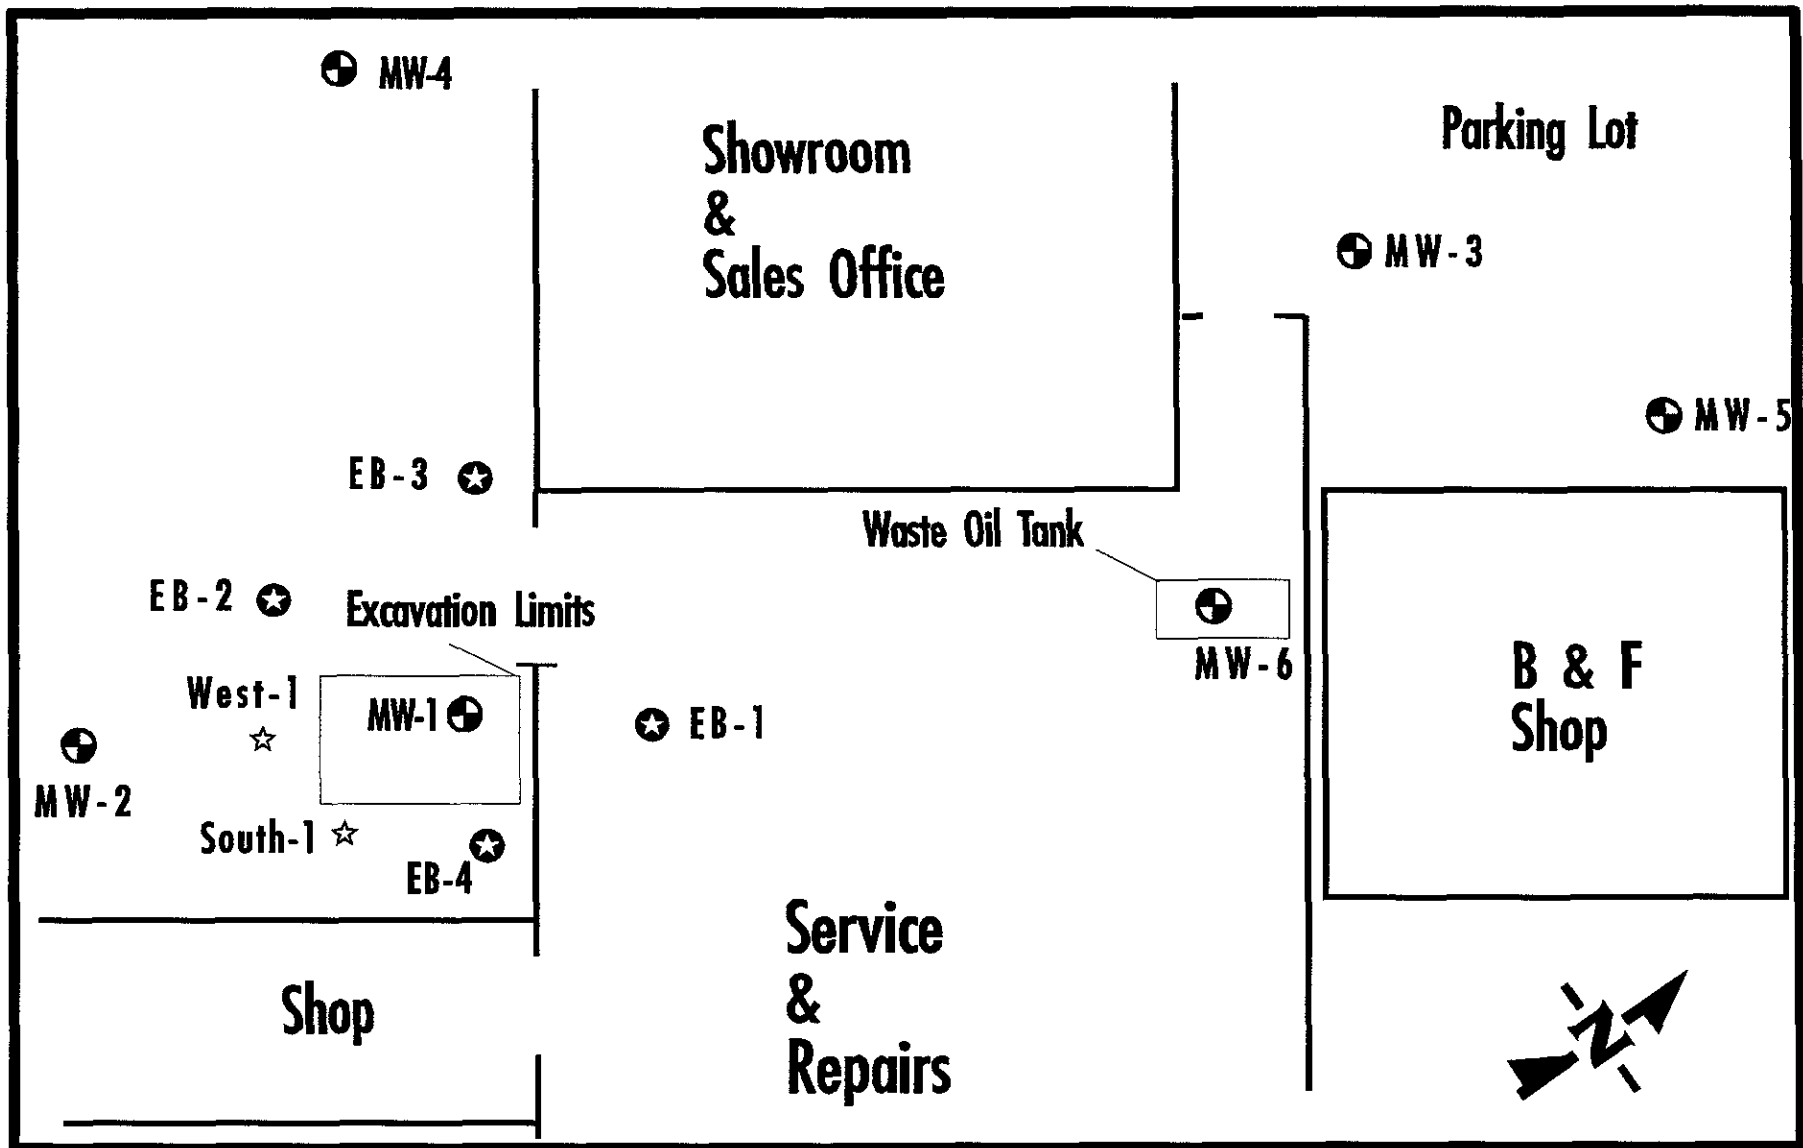 MW-4
Showroom
&
Sales Office
Parking Lot
MW-3
MW-5
EB-3
Waste Oil Tank
EB-2
Excavation Limits
MW-6
B & F
Shop
West-1
MW-1
EB-1
MW-2
South-1
EB-4
Service
&
Repairs
Shop
N